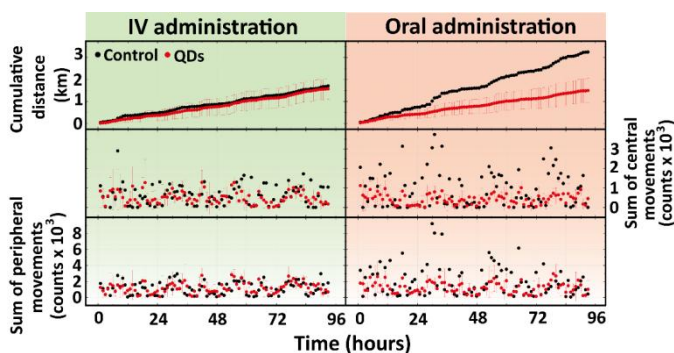 IV administration
Oral administration
Cumulative
distance
(km)
3
2
1
0
Control
QDs
Sum of central
movements
(counts x 10³)
3
2
1
0
Sum of peripheral
movements
(counts x 10³)
8
6
4
2
0
0 24 48 72 96
0 24 48 72 96
Time (hours)